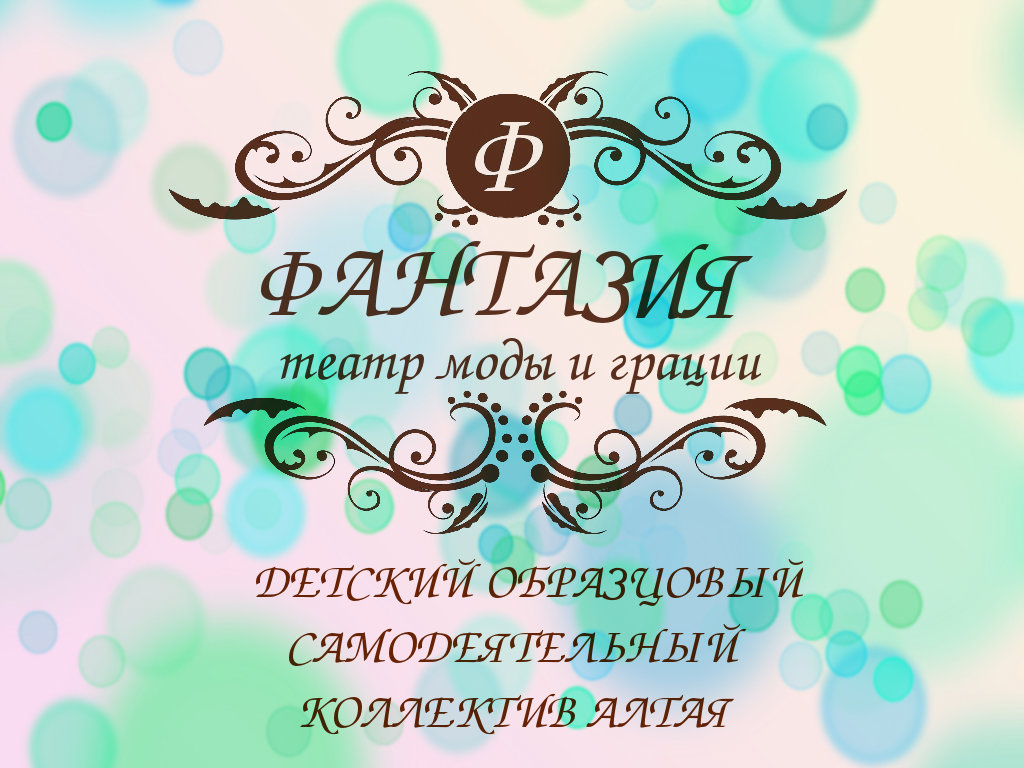 Ф
ФАНТАЗИЯ
театр моды и грации
ДЕТСКИЙ ОБРАЗЦОВЫЙ
САМОДЕЯТЕЛЬНЫЙ
КОЛЛЕКТИВ АЛТАЯ